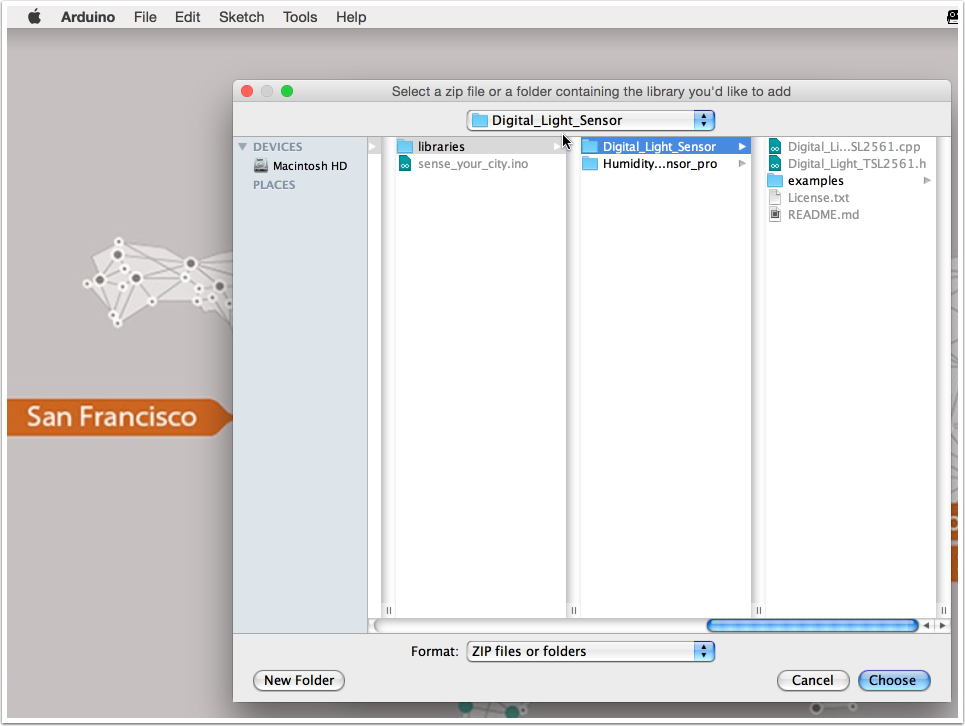 Arduino File Edit Sketch Tools Help
Select a zip file or a folder containing the library you'd like to add
Digital_Light_Sensor
DEVICES
Macintosh HD
PLACES
libraries
sense_your_city.ino
Digital_Light_Sensor
Humidity...nsor_pro
Digital_Li...SL2561.cpp
Digital_Light_TSL2561.h
examples
License.txt
README.md
San Francisco
Format: ZIP files or folders
New Folder Cancel Choose